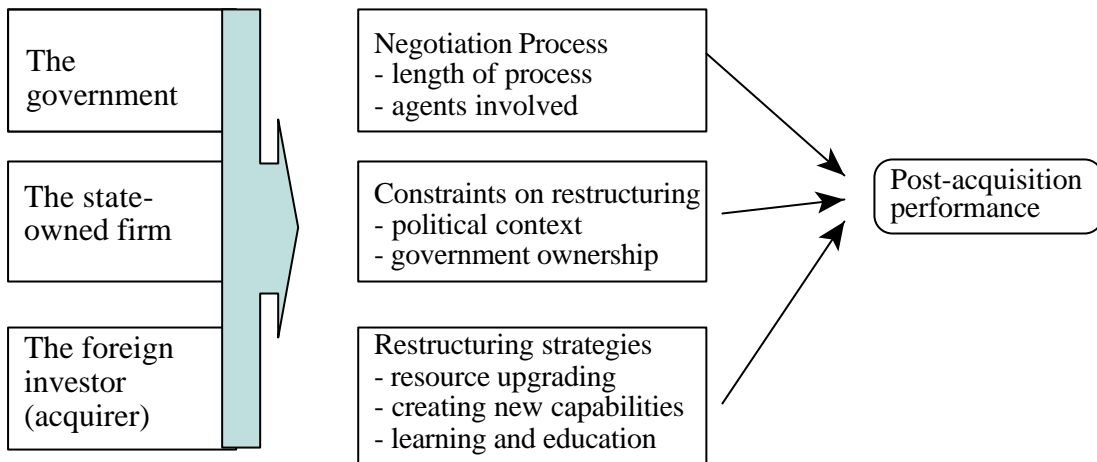 The
government
The state-
owned firm
The foreign
investor
(acquirer)
Negotiation Process
- length of process
- agents involved
Constraints on restructuring
- political context
- government ownership
Restructuring strategies
- resource upgrading
- creating new capabilities
- learning and education
Post-acquisition
performance